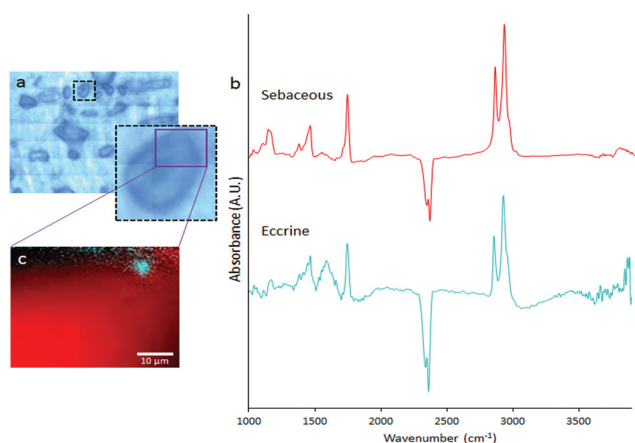 a
b
Sebaceous
Eccrine
c
10 µm
Absorbance (A.U.)
1000 1500 2000 2500 3000 3500
Wavenumber (cm⁻¹)